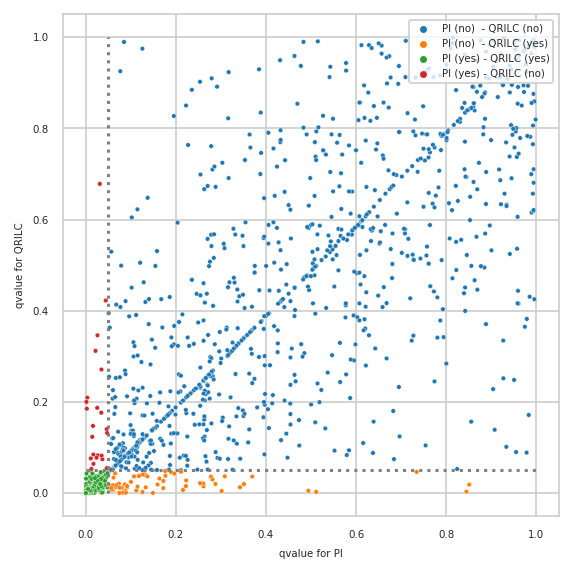 PI (no)  - QRILC (no)
PI (no)  - QRILC (yes)
PI (yes) - QRILC (yes)
PI (yes) - QRILC (no)
1.0
0.8
0.6
0.4
0.2
0.0
qvalue for QRILC
0.0 0.2 0.4 0.6 0.8 1.0
qvalue for PI